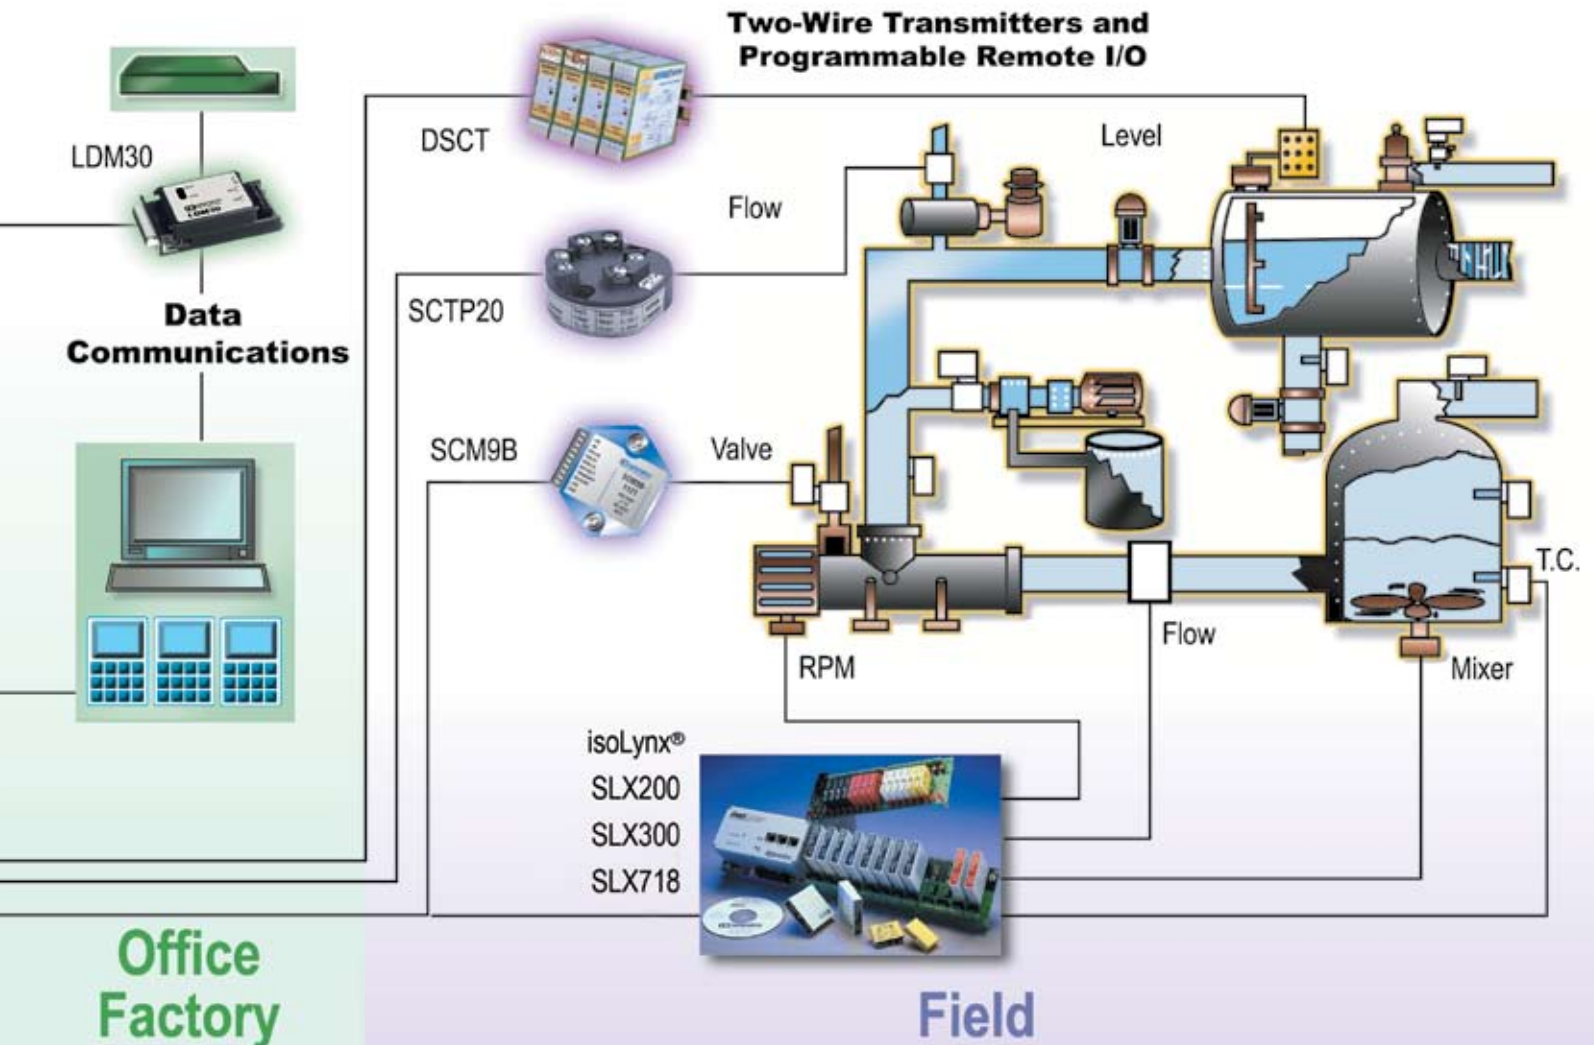 Two-Wire Transmitters and
Programmable Remote I/O
LDM30
DSCT
Level
Flow
SCTP20
Data
Communications
SCM9B
Valve
T.C.
Flow
RPM
Mixer
isoLynx®
SLX200
SLX300
SLX718
Office
Factory
Field